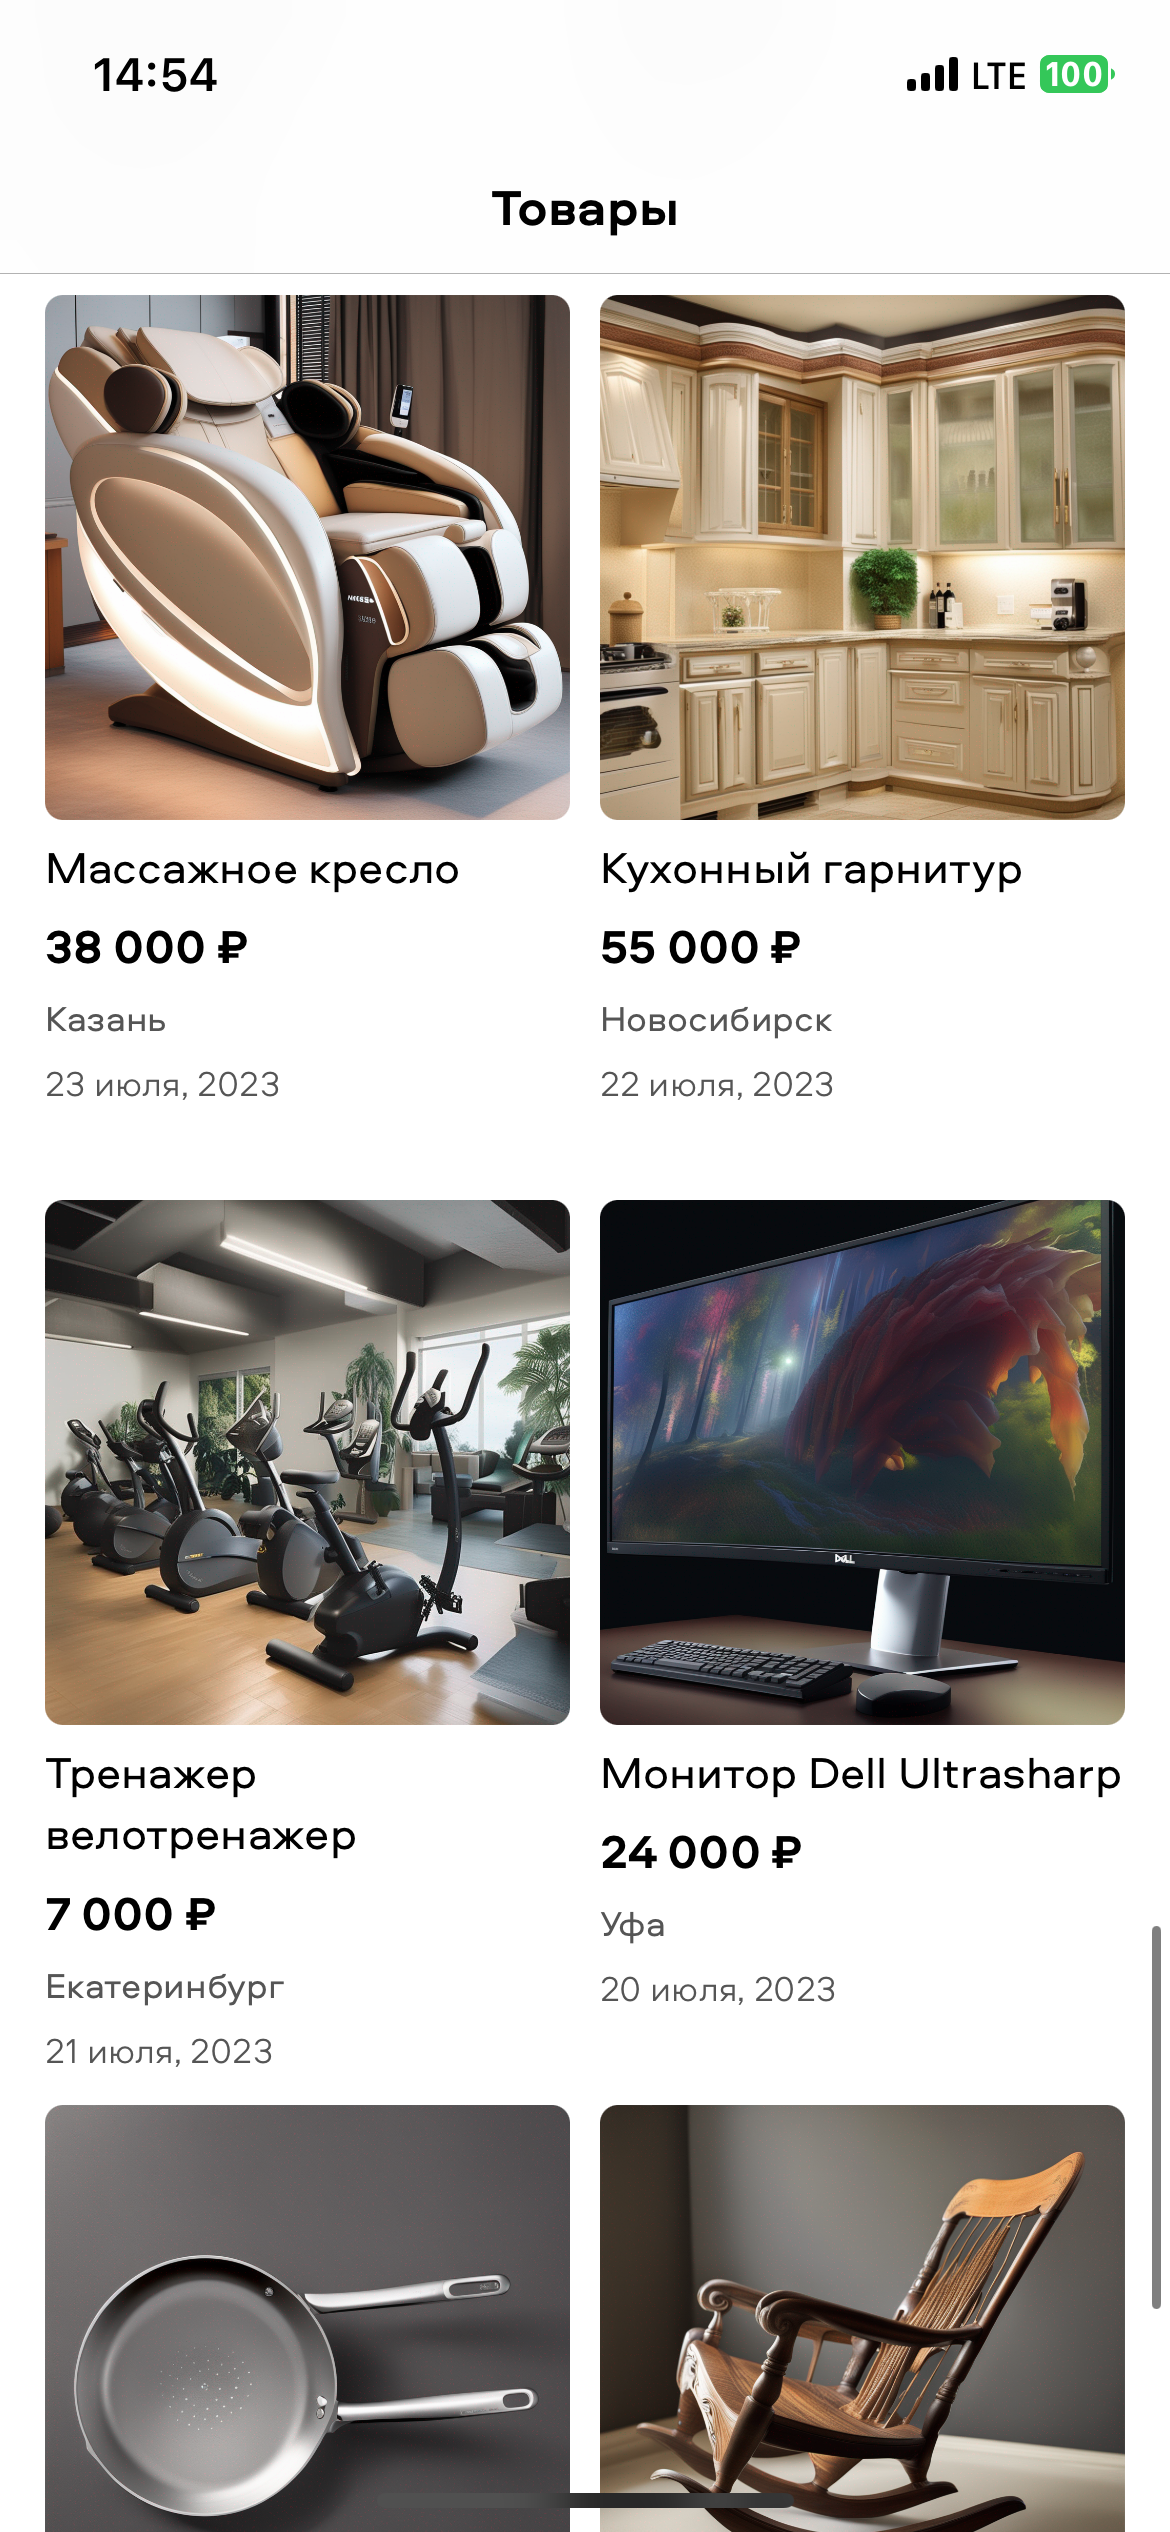 14:54
LTE 100
Товары
Массажное кресло
38 000 ₽
Казань
23 июля, 2023
Кухонный гарнитур
55 000 ₽
Новосибирск
22 июля, 2023
DELL
Тренажер
велотренажер
7 000 ₽
Екатеринбург
21 июля, 2023
Монитор Dell Ultrasharp
24 000 ₽
Уфа
20 июля, 2023